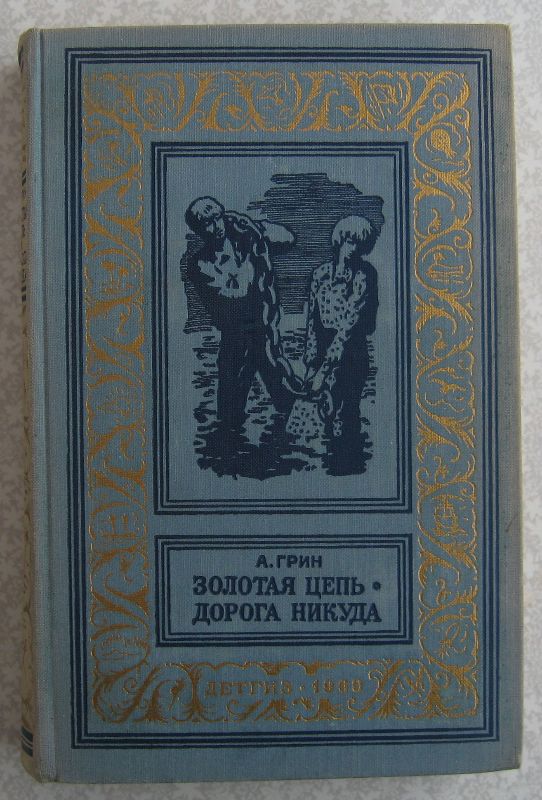 А. ГРИН
ЗОЛОТАЯ ЦЕПЬ •
ДОРОГА НИКУДА
ДЕТГИЗ • 1960